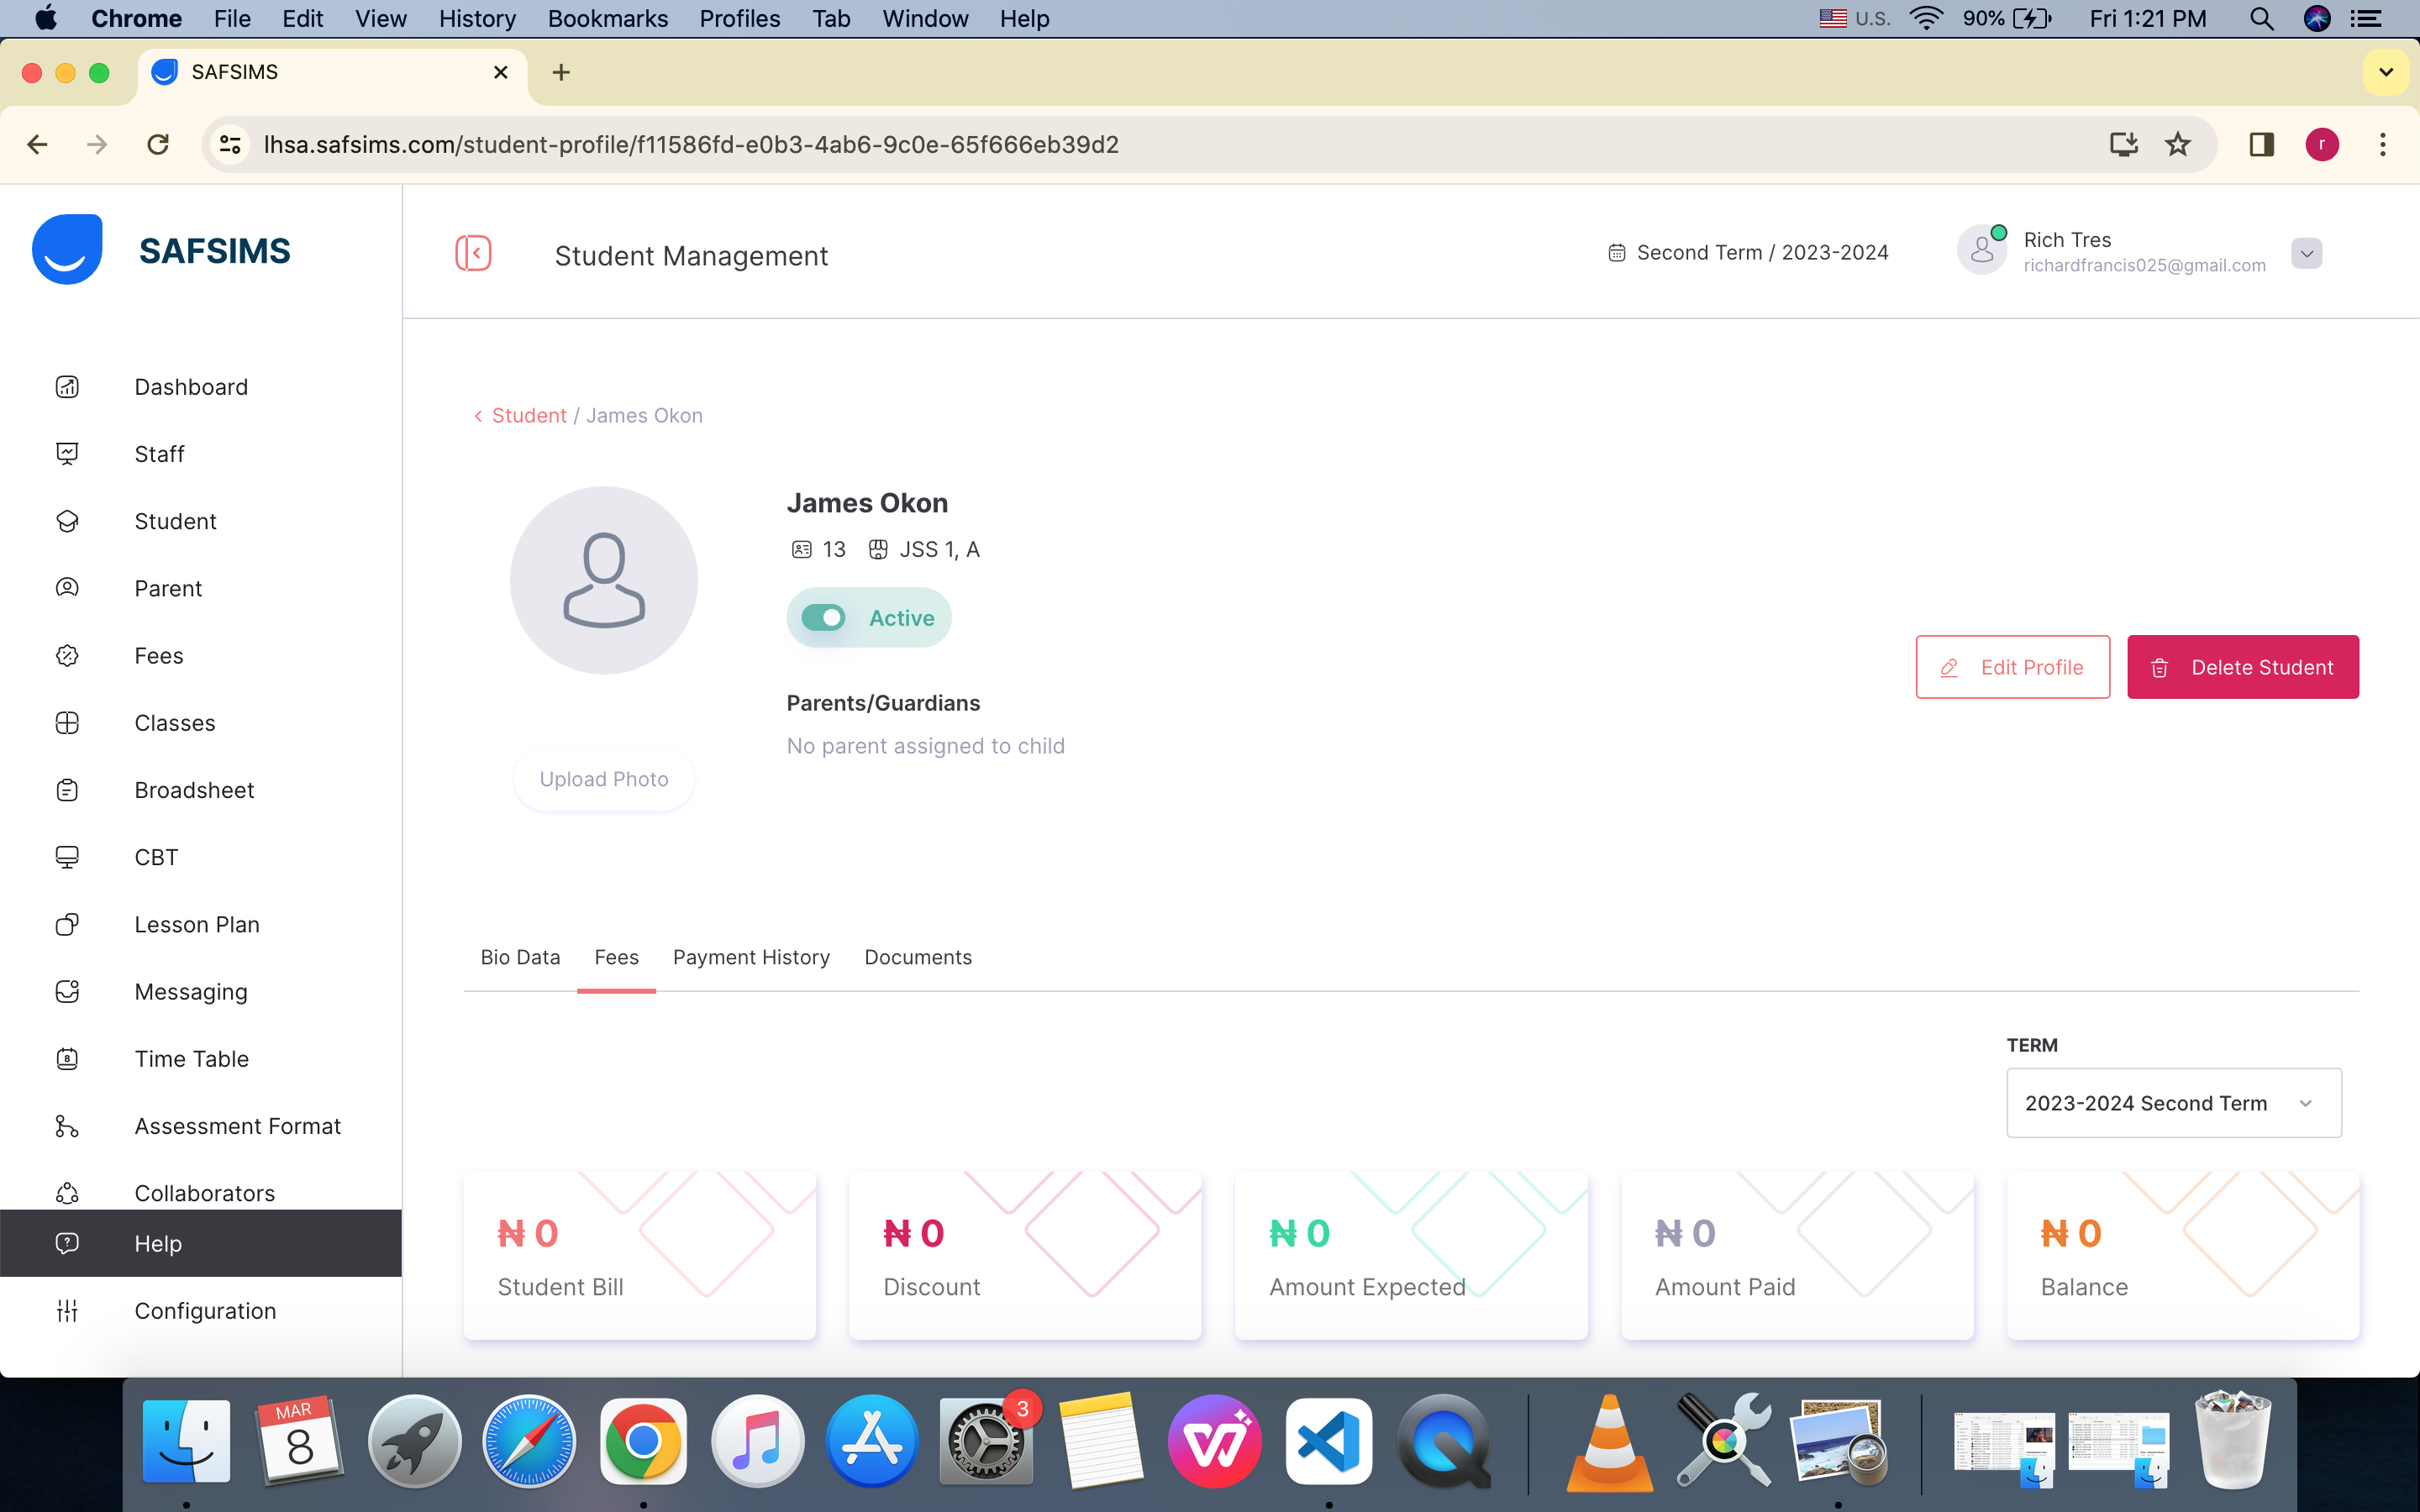 Chrome File Edit View History Bookmarks Profiles Tab Window Help U.S. 90% Fri 1:21 PM
SAFSIMS
lhsa.safsims.com/student-profile/f11586fd-e0b3-4ab6-9c0e-65f666eb39d2 r
SAFSIMS
Student Management
Second Term / 2023-2024
Rich Tres
richardfrancis025@gmail.com
Dashboard
Staff
Student
Parent
Fees
Classes
Broadsheet
CBT
Lesson Plan
Messaging
8 Time Table
Assessment Format
Collaborators
? Help
Configuration
Student / James Okon
James Okon
13 JSS 1, A
Active
Parents/Guardians
No parent assigned to child
Upload Photo
Edit Profile
Delete Student
Bio Data Fees Payment History Documents
TERM
2023-2024 Second Term
₦ 0
Student Bill
₦ 0
Discount
₦ 0
Amount Expected
₦ 0
Amount Paid
₦ 0
Balance
MAR
8
3